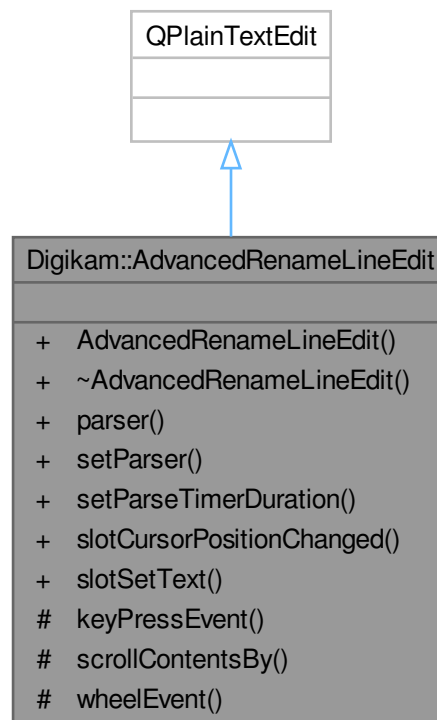 QPlainTextEdit
Digikam::AdvancedRenameLineEdit
+ AdvancedRenameLineEdit()
+ ~AdvancedRenameLineEdit()
+ parser()
+ setParser()
+ setParseTimerDuration()
+ slotCursorPositionChanged()
+ slotSetText()
# keyPressEvent()
# scrollContentsBy()
# wheelEvent()